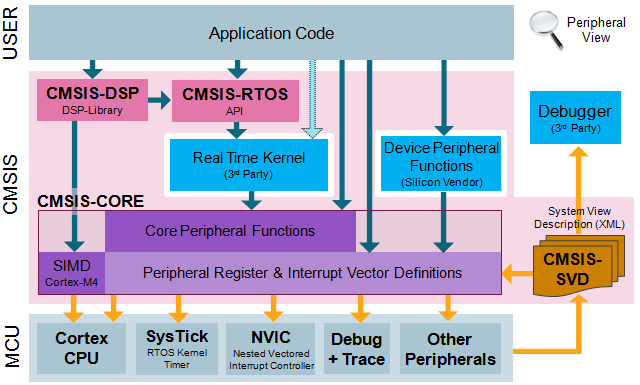 USER
Application Code
Peripheral
View
CMSIS
CMSIS-DSP
DSP-Library
CMSIS-RTOS
API
Debugger
(3rd Party)
Real Time Kernel
(3rd Party)
Device Peripheral
Functions
(Silicon Vendor)
CMSIS-CORE
System View
Description (XML)
Core Peripheral Functions
CMSIS-
SVD
SIMD
Cortex-M4
Peripheral Register & Interrupt Vector Definitions
MCU
Cortex
CPU
SysTick
RTOS Kernel
Timer
NVIC
Nested Vectored
Interrupt Controller
Debug
+ Trace
Other
Peripherals